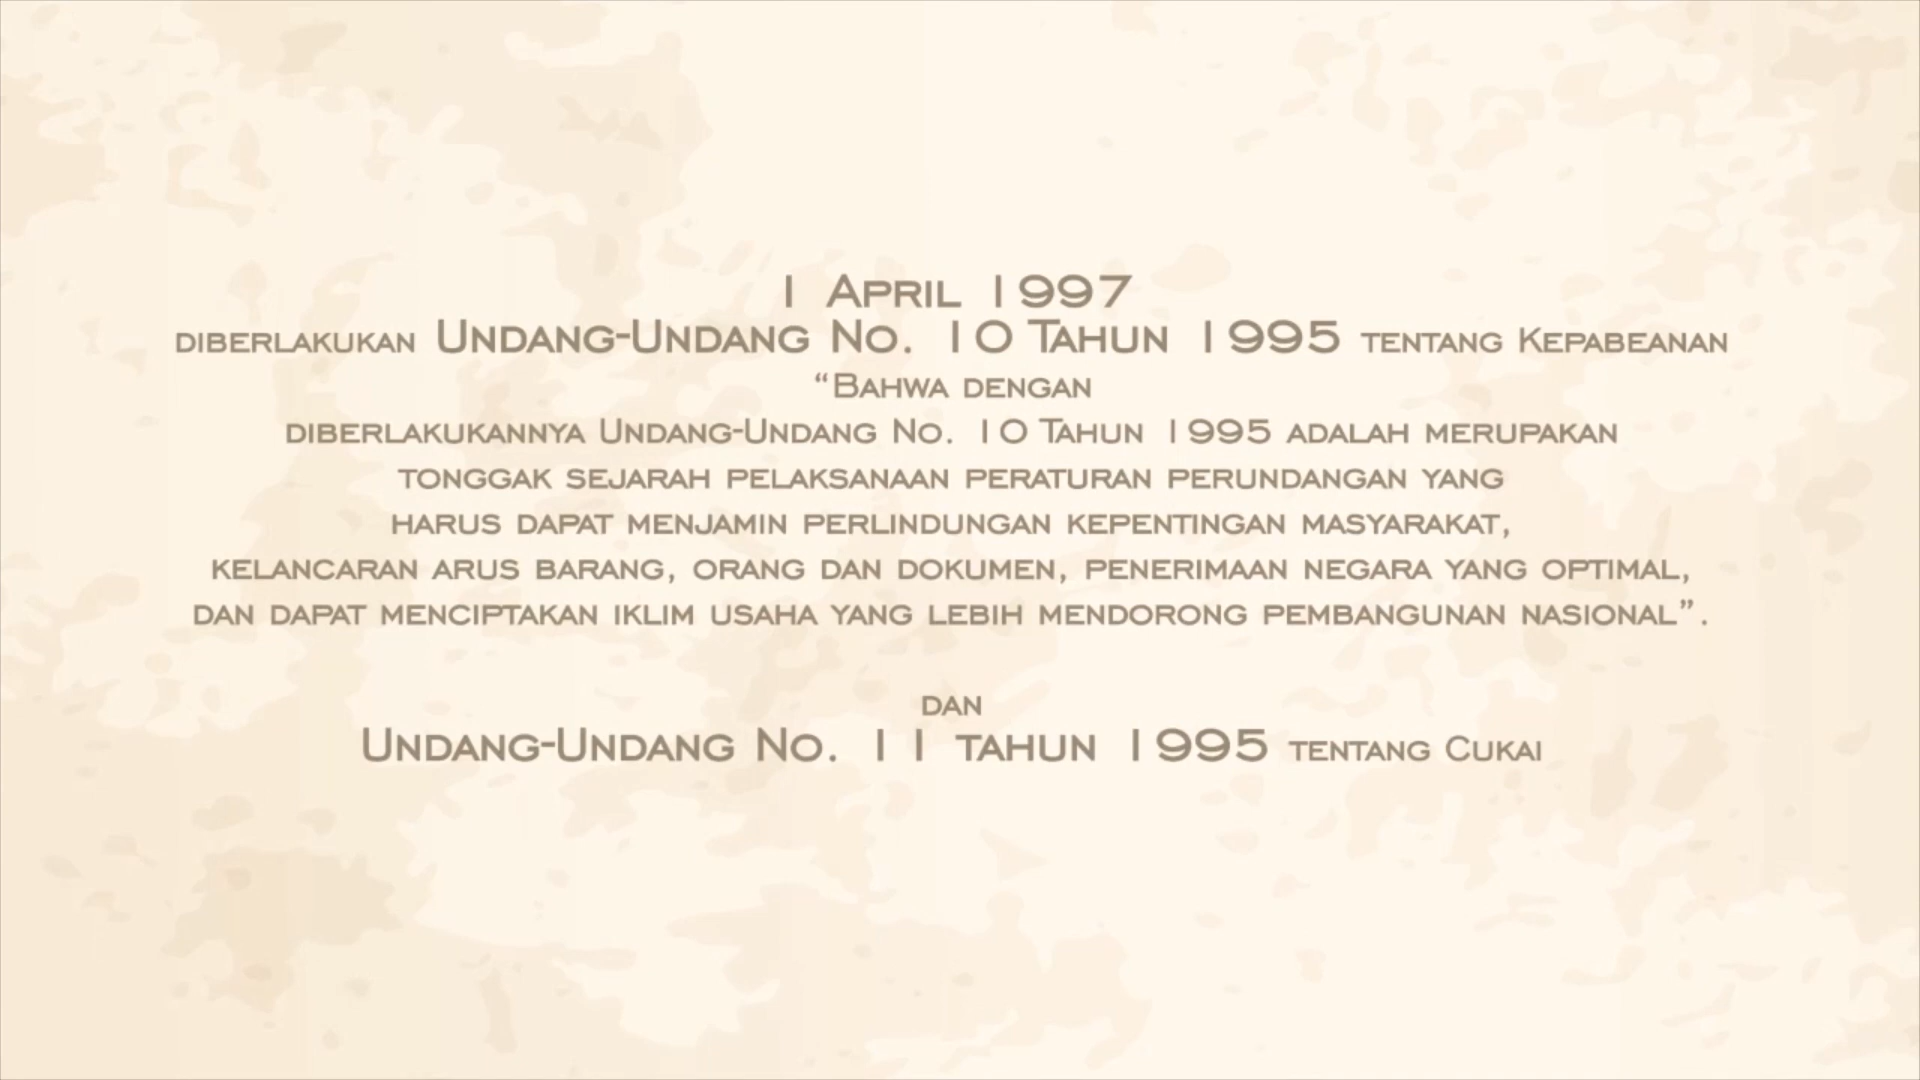 1 April 1997
diberlakukan Undang-Undang No. 10 Tahun 1995 tentang Kepabeanan
“Bahwa dengan
diberlakukannya Undang-Undang No. 10 Tahun 1995 adalah merupakan
tonggak sejarah pelaksanaan peraturan perundangan yang
harus dapat menjamin perlindungan kepentingan masyarakat,
kelancaran arus barang, orang dan dokumen, penerimaan negara yang optimal,
dan dapat menciptakan iklim usaha yang lebih mendorong pembangunan nasional”.
dan
Undang-Undang No. 11 tahun 1995 tentang Cukai